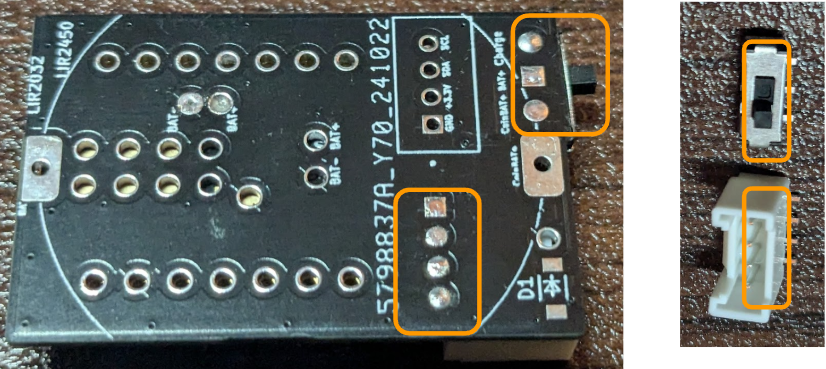 LIR2032
LIR2450
BAT-
BAT+
BAT-
BAT+
5798837A_Y70_241022
GND
+3.3V
SDA
SCL
CoinBAT+
BAT+
Charge
CoinBAT+
D1